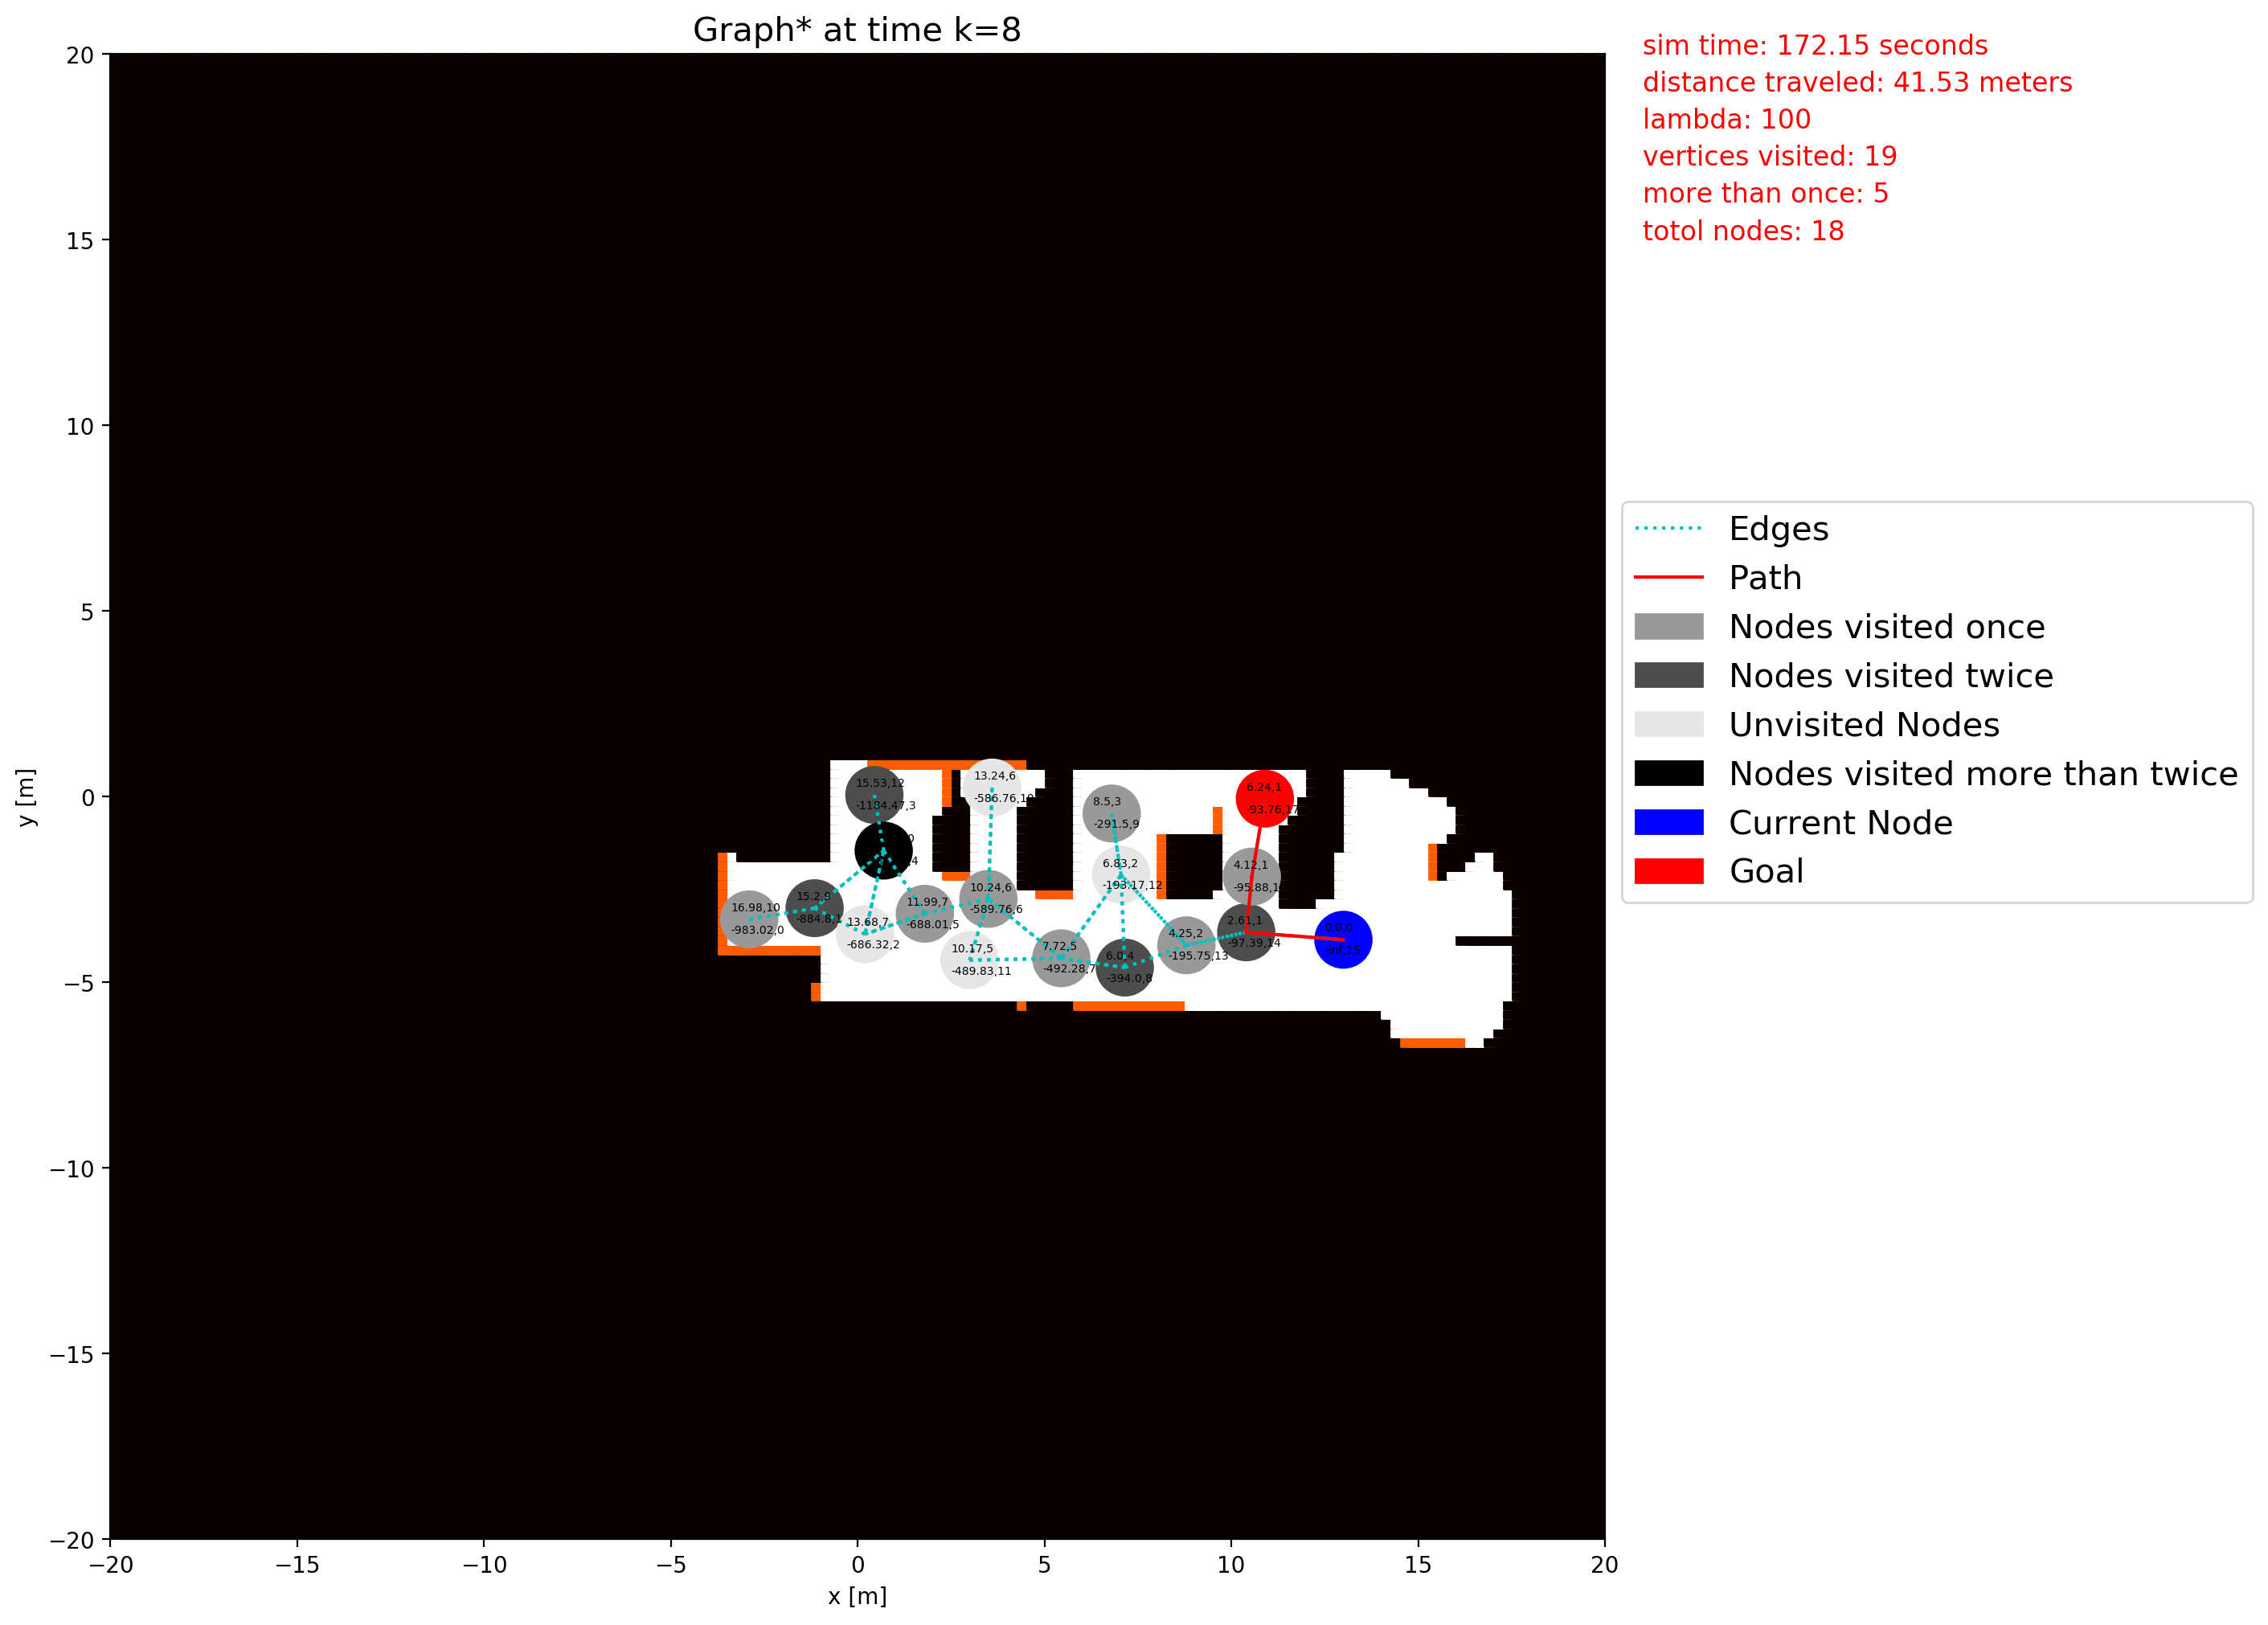 Graph* at time k=8
sim time: 172.15 seconds
distance traveled: 41.53 meters
lambda: 100
vertices visited: 19
more than once: 5
totol nodes: 18
20
15
10
5
0
−5
−10
−15
−20
y [m]
−20
−15
−10
−5
0
5
10
15
20
x [m]
15.53,12
-1184.47,3
13.24,6
-586.76,10
8.5,3
-291.5,9
6.24,1
-93.76,17
6.83,2
-193.17,12
4.12,1
16.98,10
-983.02,0
15.2,9
-884.8,1
13.68,7
-686.32,2
11.99,7
-688.01,5
10.24,6
-589.76,6
10.17,5
-489.83,11
7.72,5
-492.28,7
6.0,4
-394.0,8
4.25,2
-195.75,13
2.61,1
-97.39,14
0.0,0
-inf,15
Edges
Path
Nodes visited once
Nodes visited twice
Unvisited Nodes
Nodes visited more than twice
Current Node
Goal